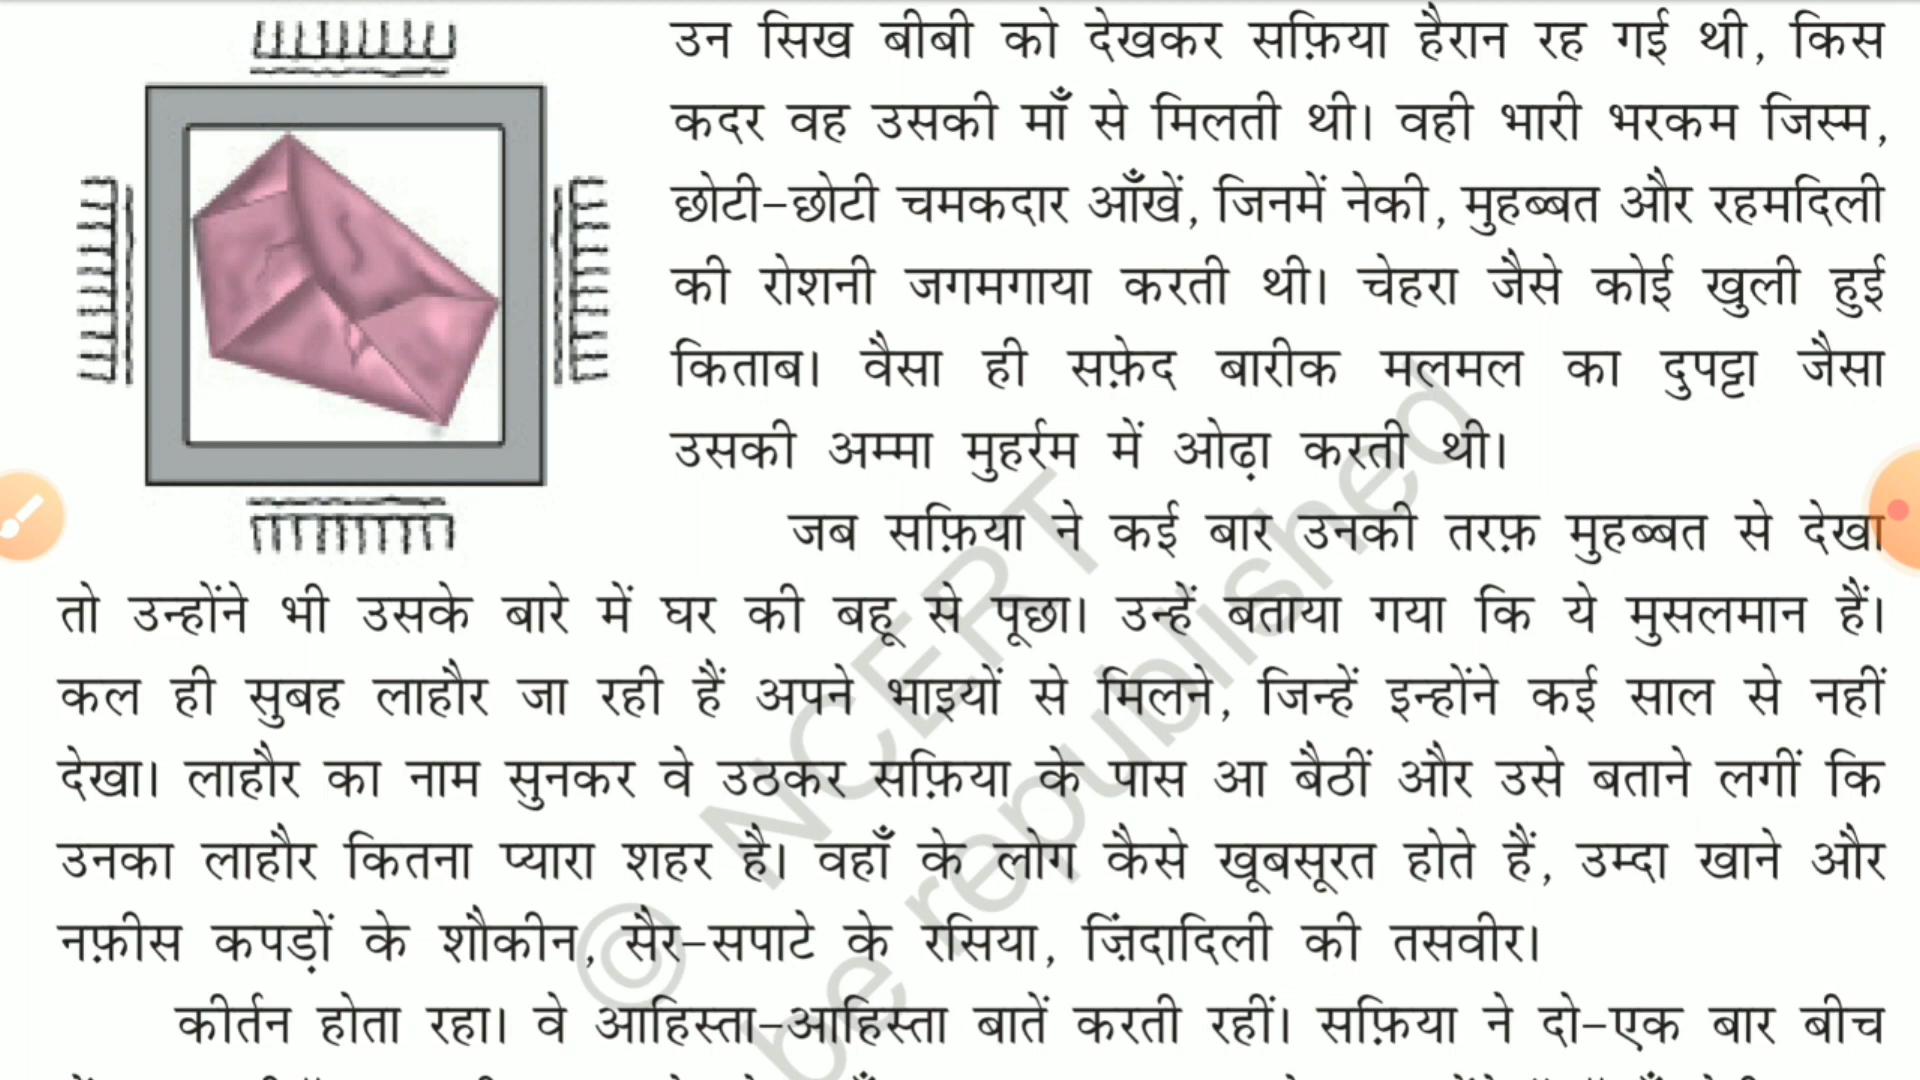 उन सिख बीबी को देखकर सफ़िया हैरान रह गई थी, किस
कदर वह उसकी माँ से मिलती थी। वही भारी भरकम जिस्म,
छोटी-छोटी चमकदार आँखें, जिनमें नेकी, मुहब्बत और रहमदिली
की रोशनी जगमगाया करती थी। चेहरा जैसे कोई खुली हुई
किताब। वैसा ही सफ़ेद बारीक मलमल का दुपट्टा जैसा
उसकी अम्मा मुहर्रम में ओढ़ा करती थी।
जब सफ़िया ने कई बार उनकी तरफ़ मुहब्बत से देखा
तो उन्होंने भी उसके बारे में घर की बहू से पूछा। उन्हें बताया गया कि ये मुसलमान हैं।
कल ही सुबह लाहौर जा रही हैं अपने भाइयों से मिलने, जिन्हें इन्होंने कई साल से नहीं
देखा। लाहौर का नाम सुनकर वे उठकर सफ़िया के पास आ बैठीं और उसे बताने लगीं कि
उनका लाहौर कितना प्यारा शहर है। वहाँ के लोग कैसे खूबसूरत होते हैं, उम्दा खाने और
नफ़ीस कपड़ों के शौकीन, सैर-सपाटे के रसिया, ज़िंदादिली की तसवीर।
कीर्तन होता रहा। वे आहिस्ता-आहिस्ता बातें करती रहीं। सफ़िया ने दो-एक बार बीच
© NCERT
be republished